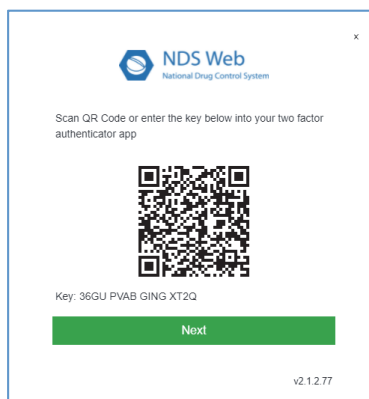 x
NDS Web
National Drug Control System
Scan QR Code or enter the key below into your two factor
authenticator app
Key: 36GU PVAB GING XT2Q
Next
v2.1.2.77